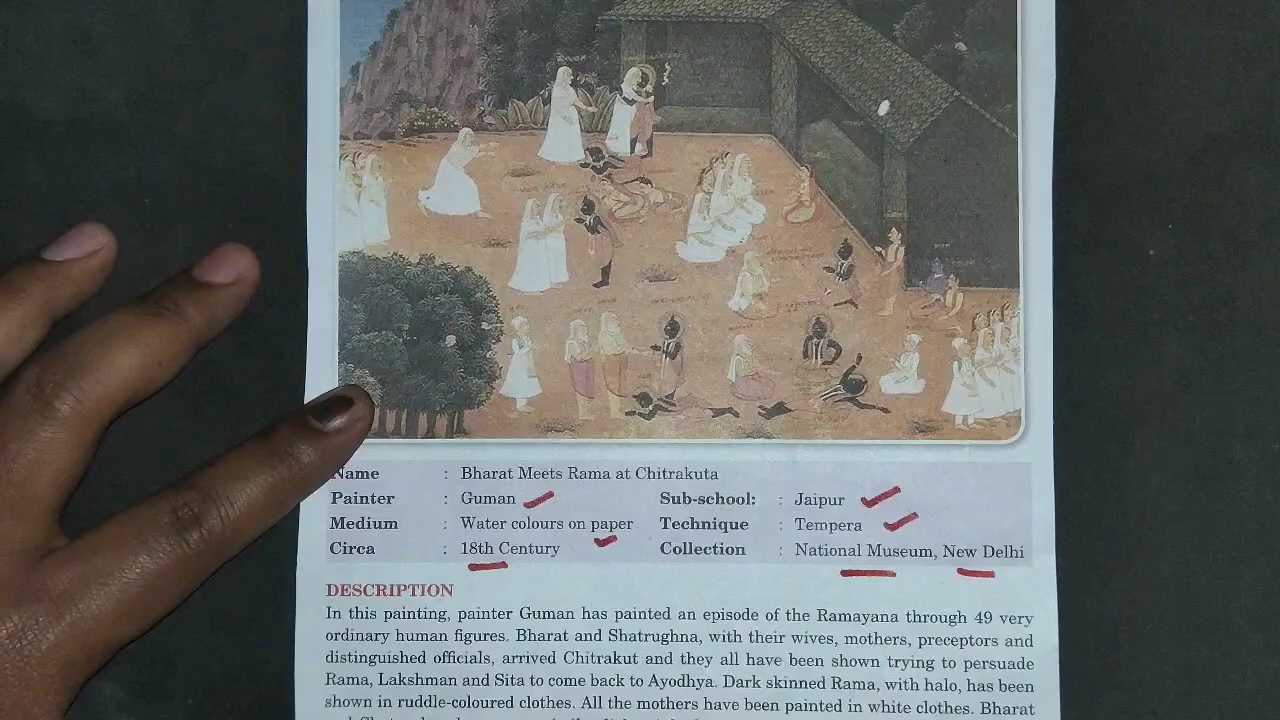 Name : Bharat Meets Rama at Chitrakuta
Painter : Guman Sub-school: : Jaipur
Medium : Water colours on paper Technique : Tempera
Circa : 18th Century Collection : National Museum, New Delhi
DESCRIPTION
In this painting, painter Guman has painted an episode of the Ramayana through 49 very
ordinary human figures. Bharat and Shatrughna, with their wives, mothers, preceptors and
distinguished officials, arrived Chitrakut and they all have been shown trying to persuade
Rama, Lakshman and Sita to come back to Ayodhya. Dark skinned Rama, with halo, has been
shown in ruddle-coloured clothes. All the mothers have been painted in white clothes. Bharat